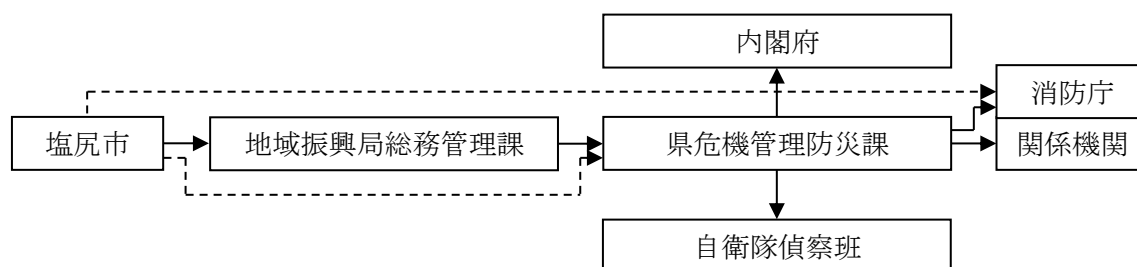 内閣府
消防庁
塩尻市
地域振興局総務管理課
県危機管理防災課
関係機関
自衛隊偵察班